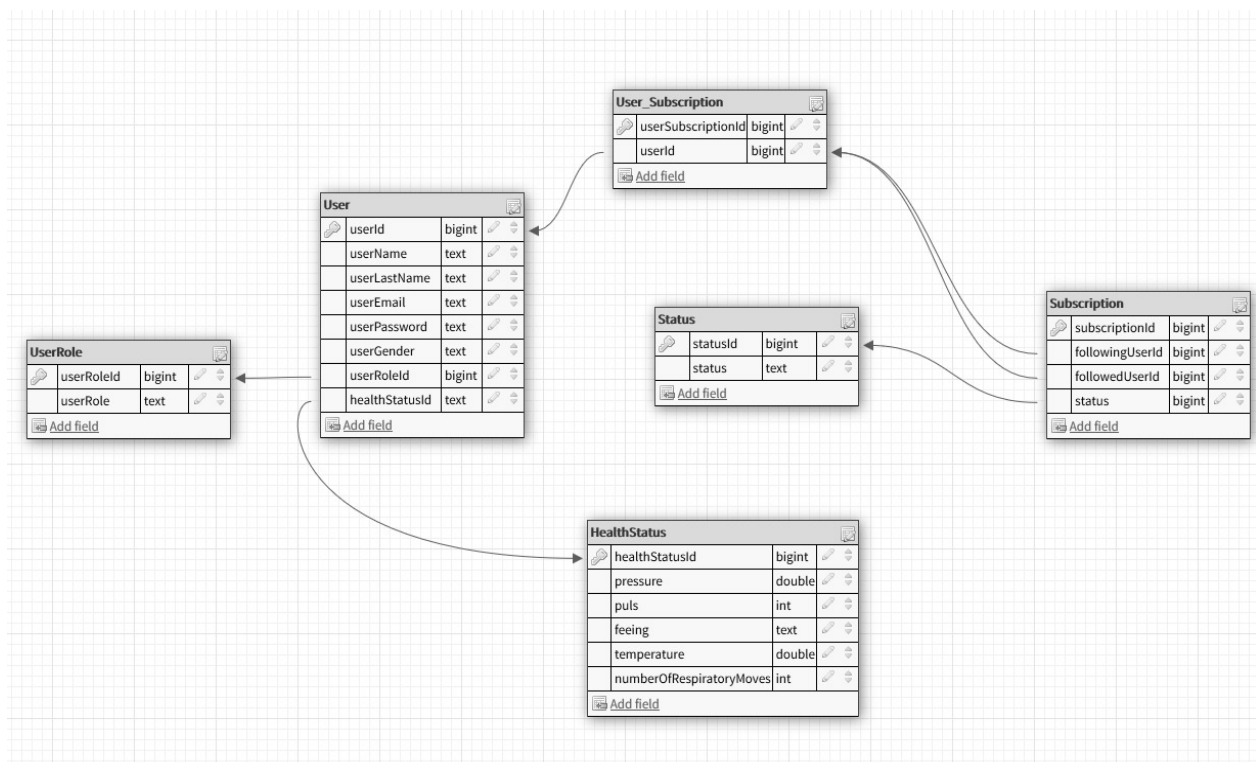 User_Subscription
userSubscriptionId bigint
userId bigint
Add field
User
userId bigint
userName text
userLastName text
userEmail text
userPassword text
userGender text
userRoleId bigint
healthStatusId text
Add field
UserRole
userRoleId bigint
userRole text
Add field
Status
statusId bigint
status text
Add field
Subscription
subscriptionId bigint
followingUserId bigint
followedUserId bigint
status bigint
Add field
HealthStatus
healthStatusId bigint
pressure double
puls int
feeing text
temperature double
numberOfRespiratoryMoves int
Add field